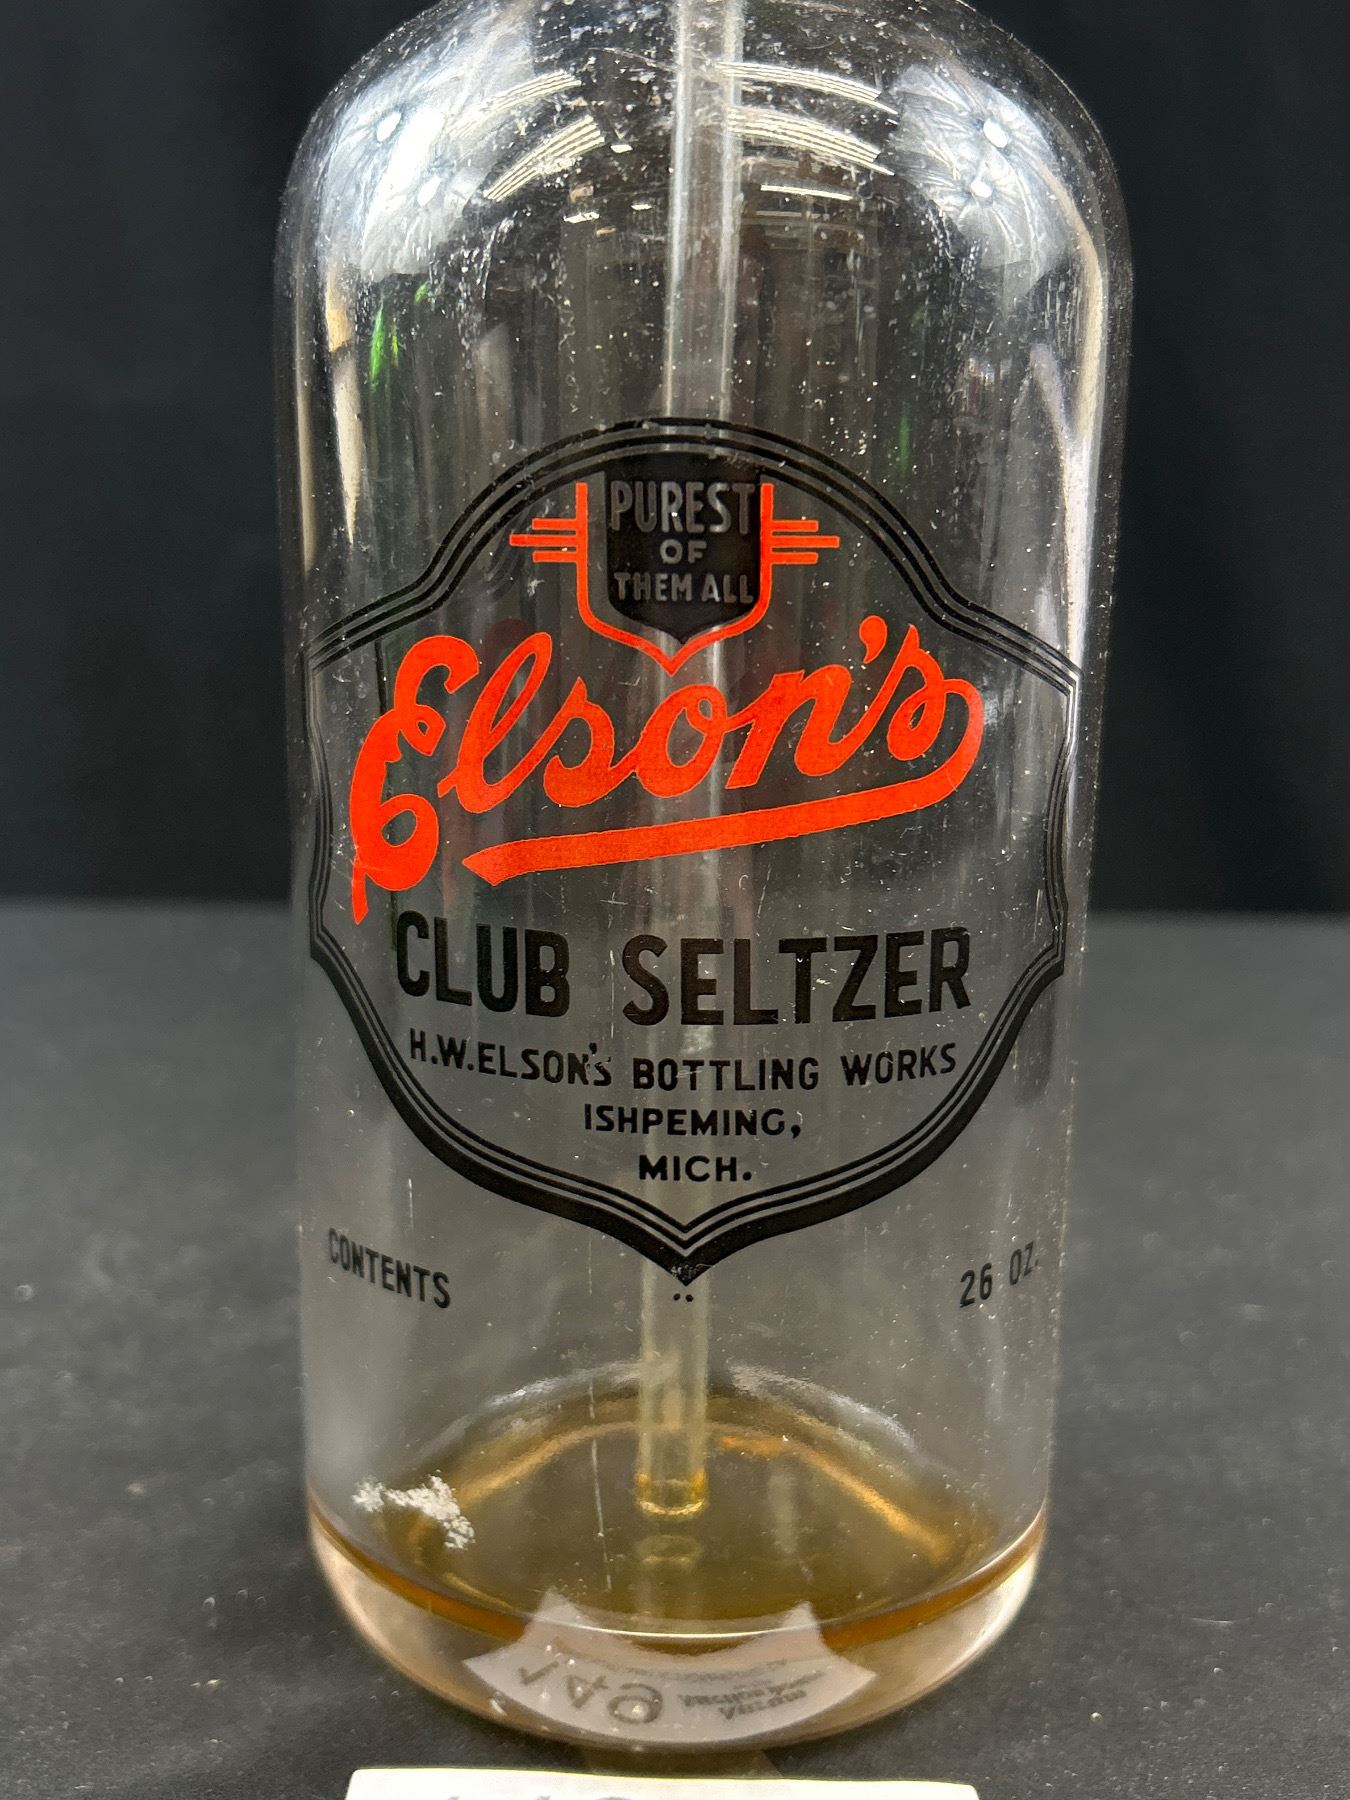 PUREST
OF
THEM ALL
Elson's
CLUB SELTZER
H.W.ELSON'S BOTTLING WORKS
ISHPEMING,
MICH.
CONTENTS 26 OZ.